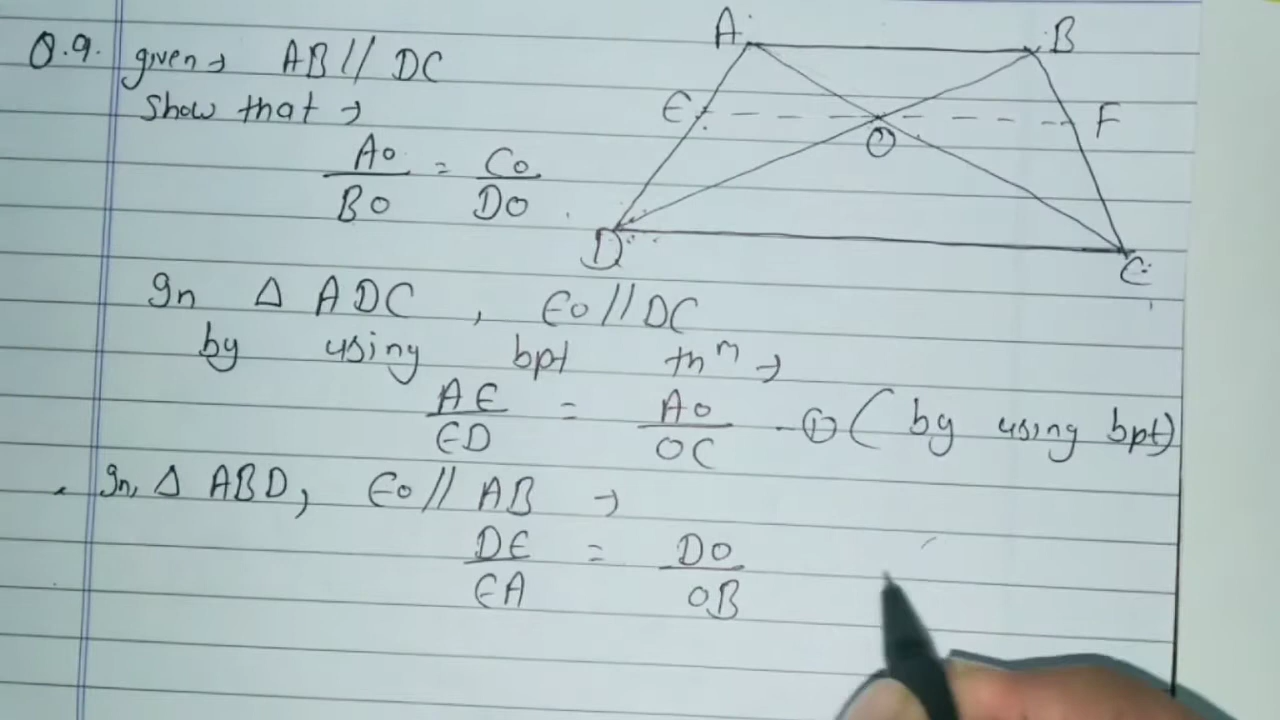 Q.9. given → AB // DC
Show that →
AO/BO = CO/DO
In Δ ADC, EO // DC
by using bpt thm →
AE/ED = AO/OC - ① ( by using bpt)
In, Δ ABD, EO // AB →
DE/EA = DO/OB
A B
E F
O
D C